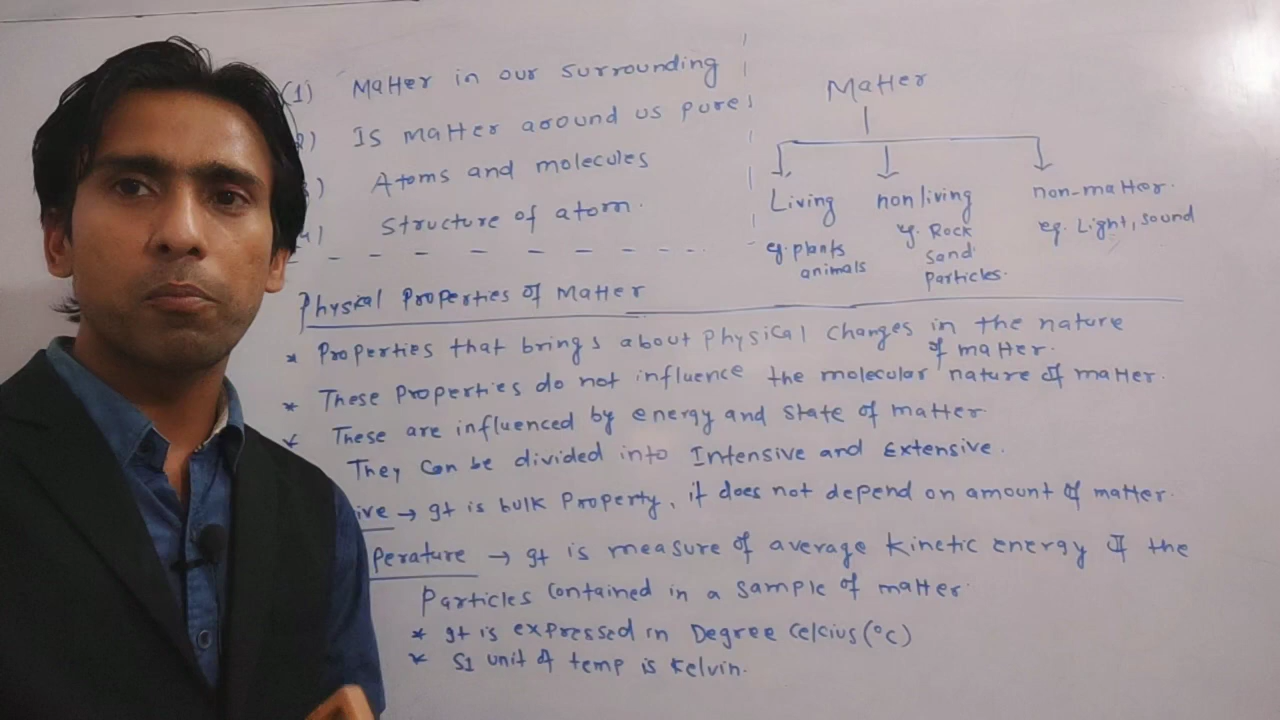 (1) Matter in our surrounding
2) Is matter around us pure
) Atoms and molecules
4) Structure of atom.
Matter
Living non living non-matter.
eg. plants animals
eg. Rock Sand Particles.
eg. Light, sound
Physical Properties of Matter
* Properties that brings about physical changes in the nature
of matter.
* These properties do not influence the molecular nature of matter.
* These are influenced by energy and state of matter.
They can be divided into Intensive and Extensive.
ive → It is bulk Property, it does not depend on amount of matter.
perature → It is measure of average kinetic energy of the
Particles contained in a sample of matter.
* It is expressed in Degree celcius (°C)
* SI unit of temp is Kelvin.